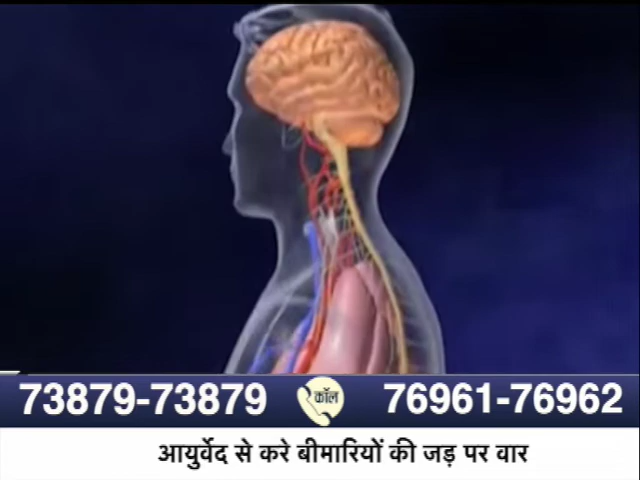 73879-73879 कॉल 76961-76962
आयुर्वेद से करे बीमारियों की जड़ पर वार